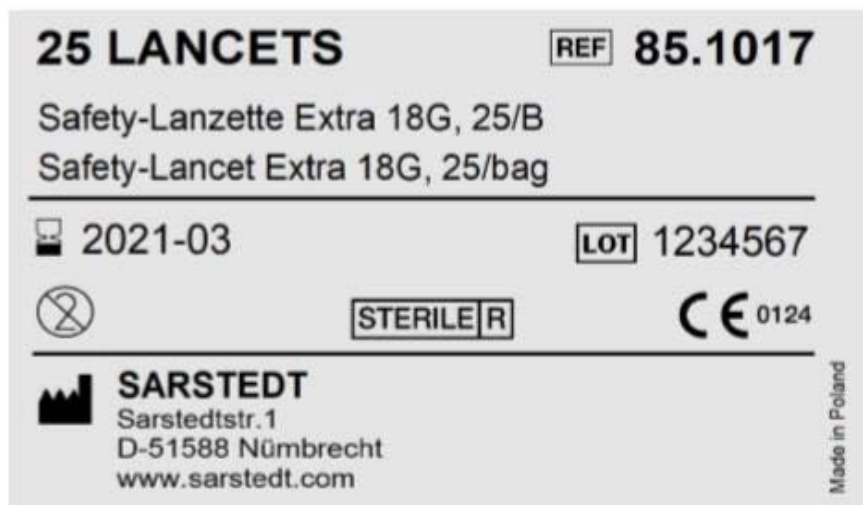 25 LANCETS REF 85.1017
Safety-Lanzette Extra 18G, 25/B
Safety-Lancet Extra 18G, 25/bag
2021-03 LOT 1234567
2 STERILE R CE 0124
SARSTEDT
Sarstedtstr.1
D-51588 Nümbrecht
www.sarstedt.com
Made in Poland